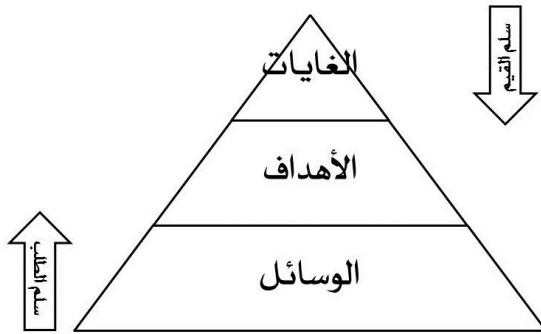 سلم القيم
الغايات
الأهداف
الوسائل
سلم الطلب